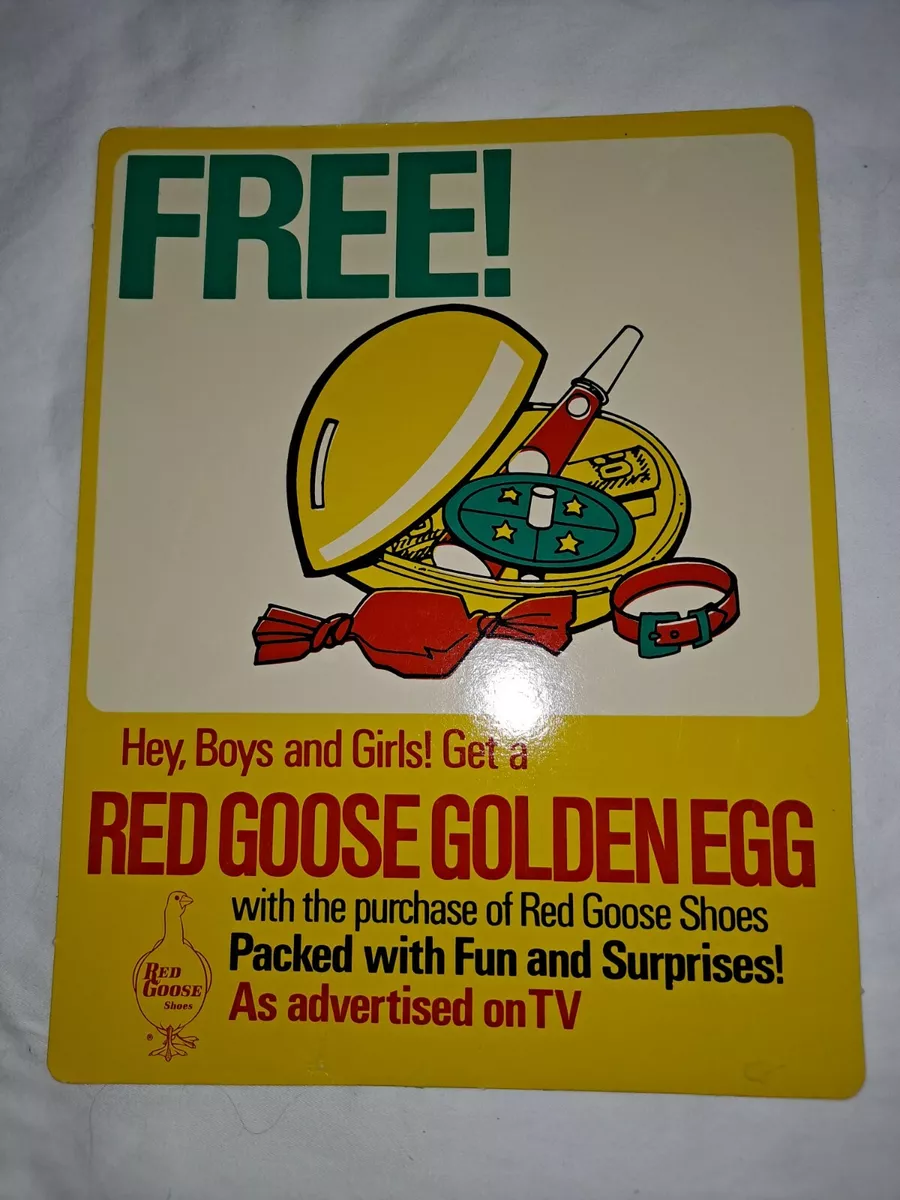 FREE!
Hey, Boys and Girls! Get a
RED GOOSE GOLDEN EGG
with the purchase of Red Goose Shoes
Packed with Fun and Surprises!
As advertised on TV
RED
GOOSE
Shoes
®